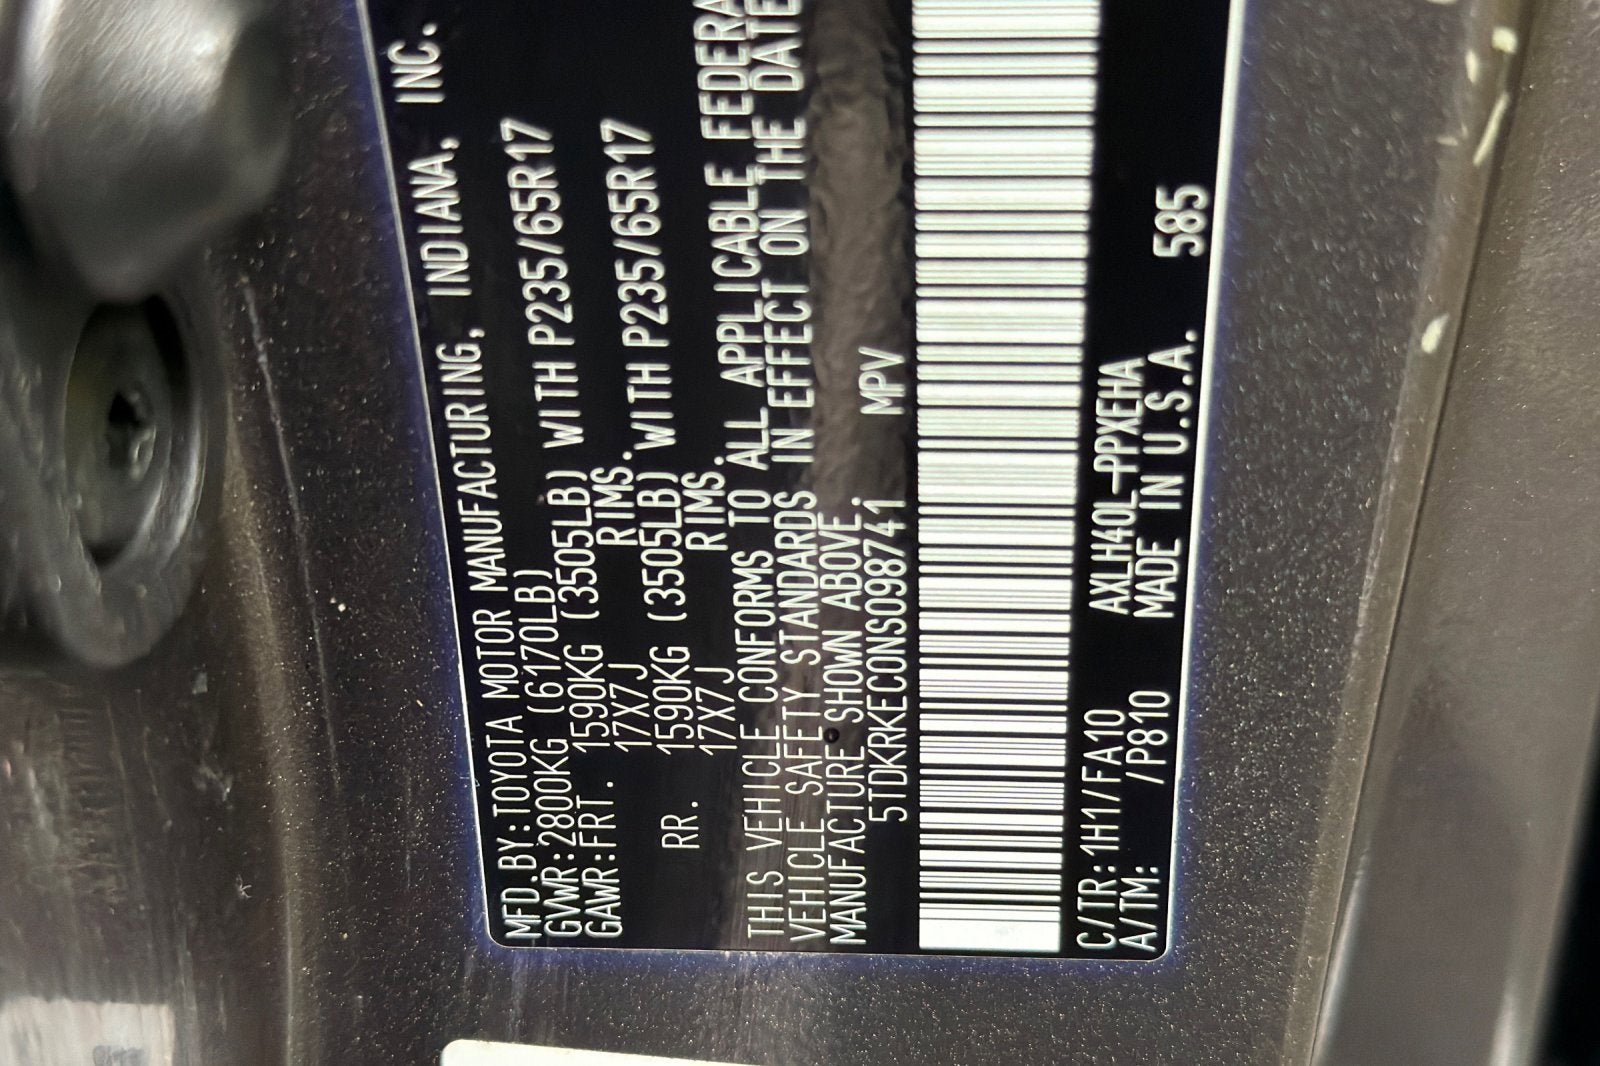 MFD.BY:TOYOTA MOTOR MANUFACTURING, INDIANA, INC.
GVWR:2800KG (6170LB)
GAWR:FRT. 1590KG (3505LB) WITH P235/65R17
17X7J RIMS.
RR. 1590KG (3505LB) WITH P235/65R17
17X7J RIMS.
THIS VEHICLE CONFORMS TO ALL APPLICABLE FEDERA
VEHICLE SAFETY STANDARDS IN EFFECT ON THE DATE
MANUFACTURE SHOWN ABOVE.
5TDKRKEC0NS098741 MPV
C/TR:1H1/FA10 AXLH40L-PPXEHA
A/TM: /P810 MADE IN U.S.A. 585